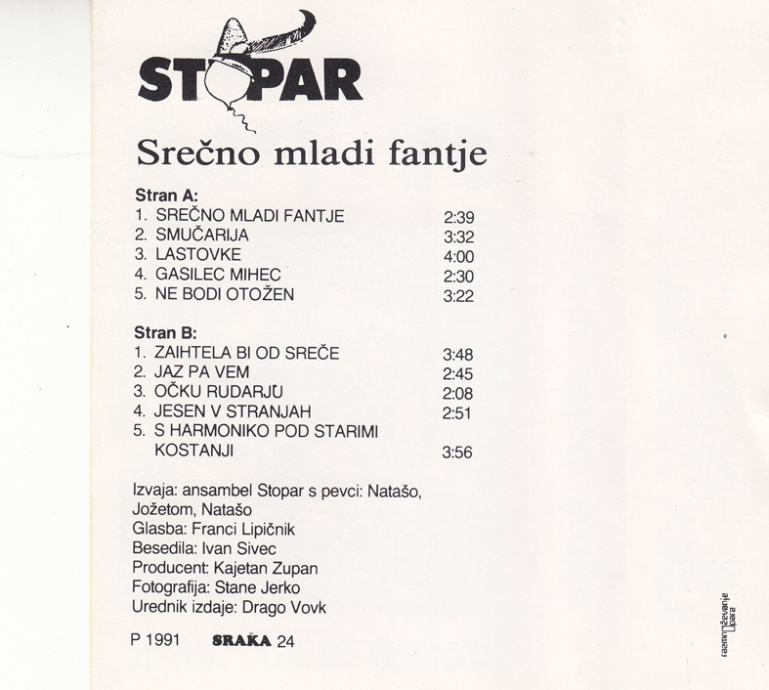 STOPAR
Srečno mladi fantje
Stran A:
1. SREČNO MLADI FANTJE 2:39
2. SMUČARIJA 3:32
3. LASTOVKE 4:00
4. GASILEC MIHEC 2:30
5. NE BODI OTOŽEN 3:22
Stran B:
1. ZAIHTELA BI OD SREČE 3:48
2. JAZ PA VEM 2:45
3. OČKU RUDARJU 2:08
4. JESEN V STRANJAH 2:51
5. S HARMONIKO POD STARIMI
KOSTANJI 3:56
Izvaja: ansambel Stopar s pevci: Natašo,
Jožetom, Natašo
Glasba: Franci Lipičnik
Besedila: Ivan Sivec
Producent: Kajetan Zupan
Fotografija: Stane Jerko
Urednik izdaje: Drago Vovk
P 1991 SRAKA 24
razmnoževanje